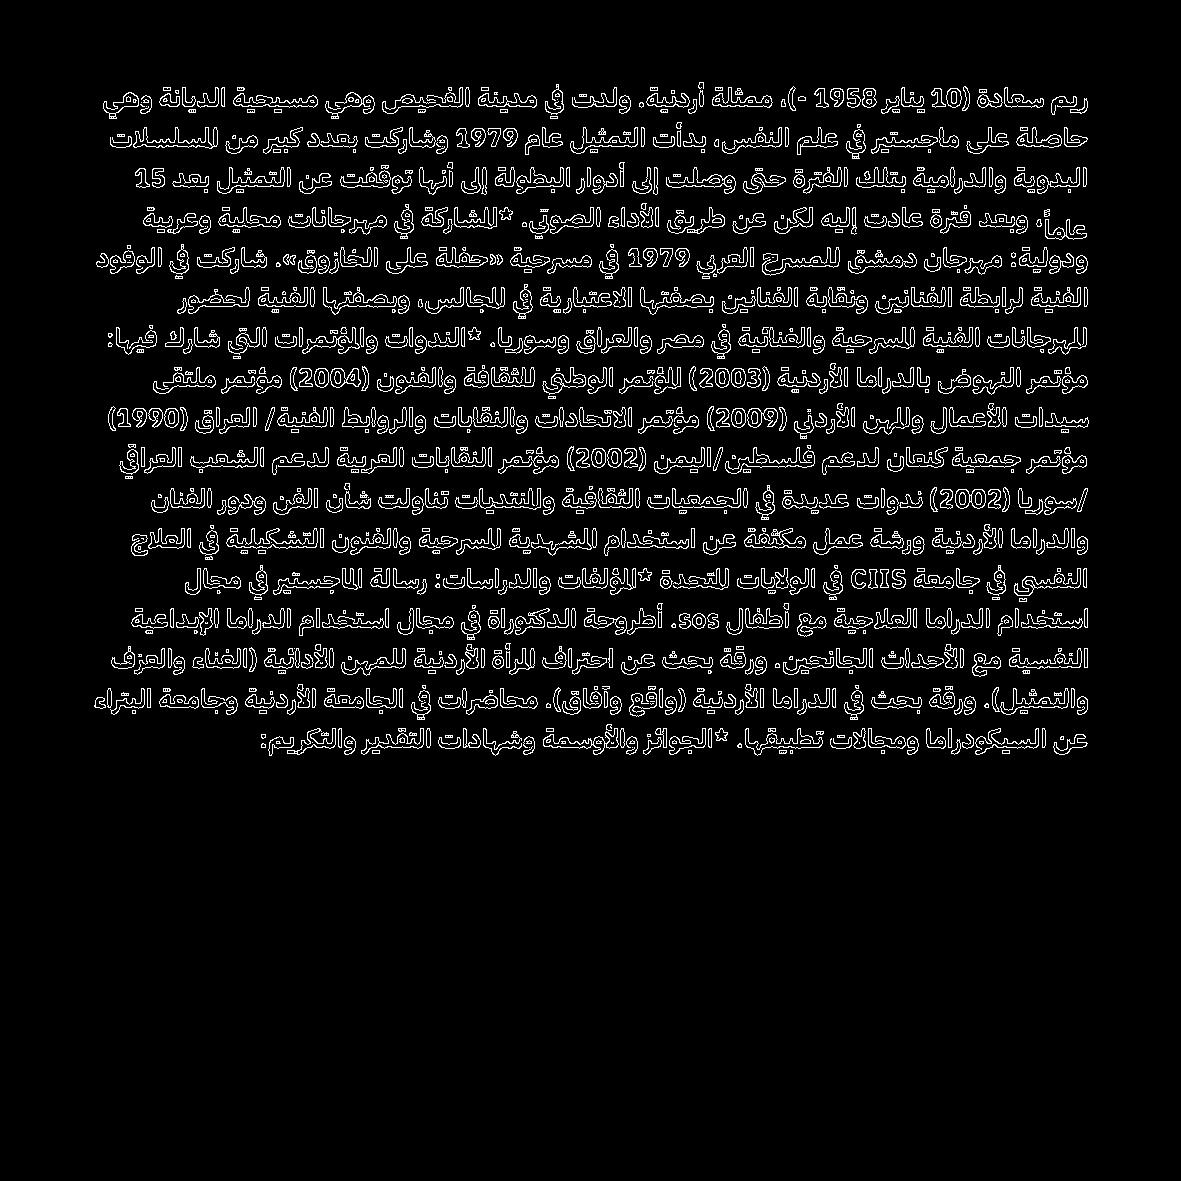 ريم سعادة (10 يناير 1958 -)، ممثلة أردنية. ولدت في مدينة الفحيص وهي مسيحية الديانة وهي
حاصلة على ماجستير في علم النفس، بدأت التمثيل عام 1979 وشاركت بعدد كبير من المسلسلات
البدوية والدرامية بتلك الفترة حتى وصلت إلى أدوار البطولة إلى أنها توقفت عن التمثيل بعد 15
عاماً، وبعد فترة عادت إليه لكن عن طريق الأداء الصوتي. *المشاركة في مهرجانات محلية وعربية
ودولية: مهرجان دمشق للمسرح العربي 1979 في مسرحية «حفلة على الخازوق». شاركت في الوفود
الفنية لرابطة الفنانين ونقابة الفنانين بصفتها الاعتبارية في المجالس، وبصفتها الفنية لحضور
المهرجانات الفنية المسرحية والغنائية في مصر والعراق وسوريا. *الندوات والمؤتمرات التي شارك فيها:
مؤتمر النهوض بالدراما الأردنية (2003) المؤتمر الوطني للثقافة والفنون (2004) مؤتمر ملتقى
سيدات الأعمال والمهن الأردني (2009) مؤتمر الاتحادات والنقابات والروابط الفنية/ العراق (1990)
مؤتمر جمعية كنعان لدعم فلسطين/اليمن (2002) مؤتمر النقابات العربية لدعم الشعب العراقي
/سوريا (2002) ندوات عديدة في الجمعيات الثقافية والمنتديات تناولت شأن الفن ودور الفنان
والدراما الأردنية ورشة عمل مكثفة عن استخدام المشهدية المسرحية والفنون التشكيلية في العلاج
النفسي في جامعة CIIS في الولايات المتحدة *المؤلفات والدراسات: رسالة الماجستير في مجال
استخدام الدراما العلاجية مع أطفال sos. أطروحة الدكتوراة في مجال استخدام الدراما الإبداعية
النفسية مع الأحداث الجانحين. ورقة بحث عن احتراف المرأة الأردنية للمهن الأدائية (الغناء والعزف
والتمثيل). ورقة بحث في الدراما الأردنية (واقع وآفاق). محاضرات في الجامعة الأردنية وجامعة البتراء
عن السيكودراما ومجالات تطبيقها. *الجوائز والأوسمة وشهادات التقدير والتكريم: